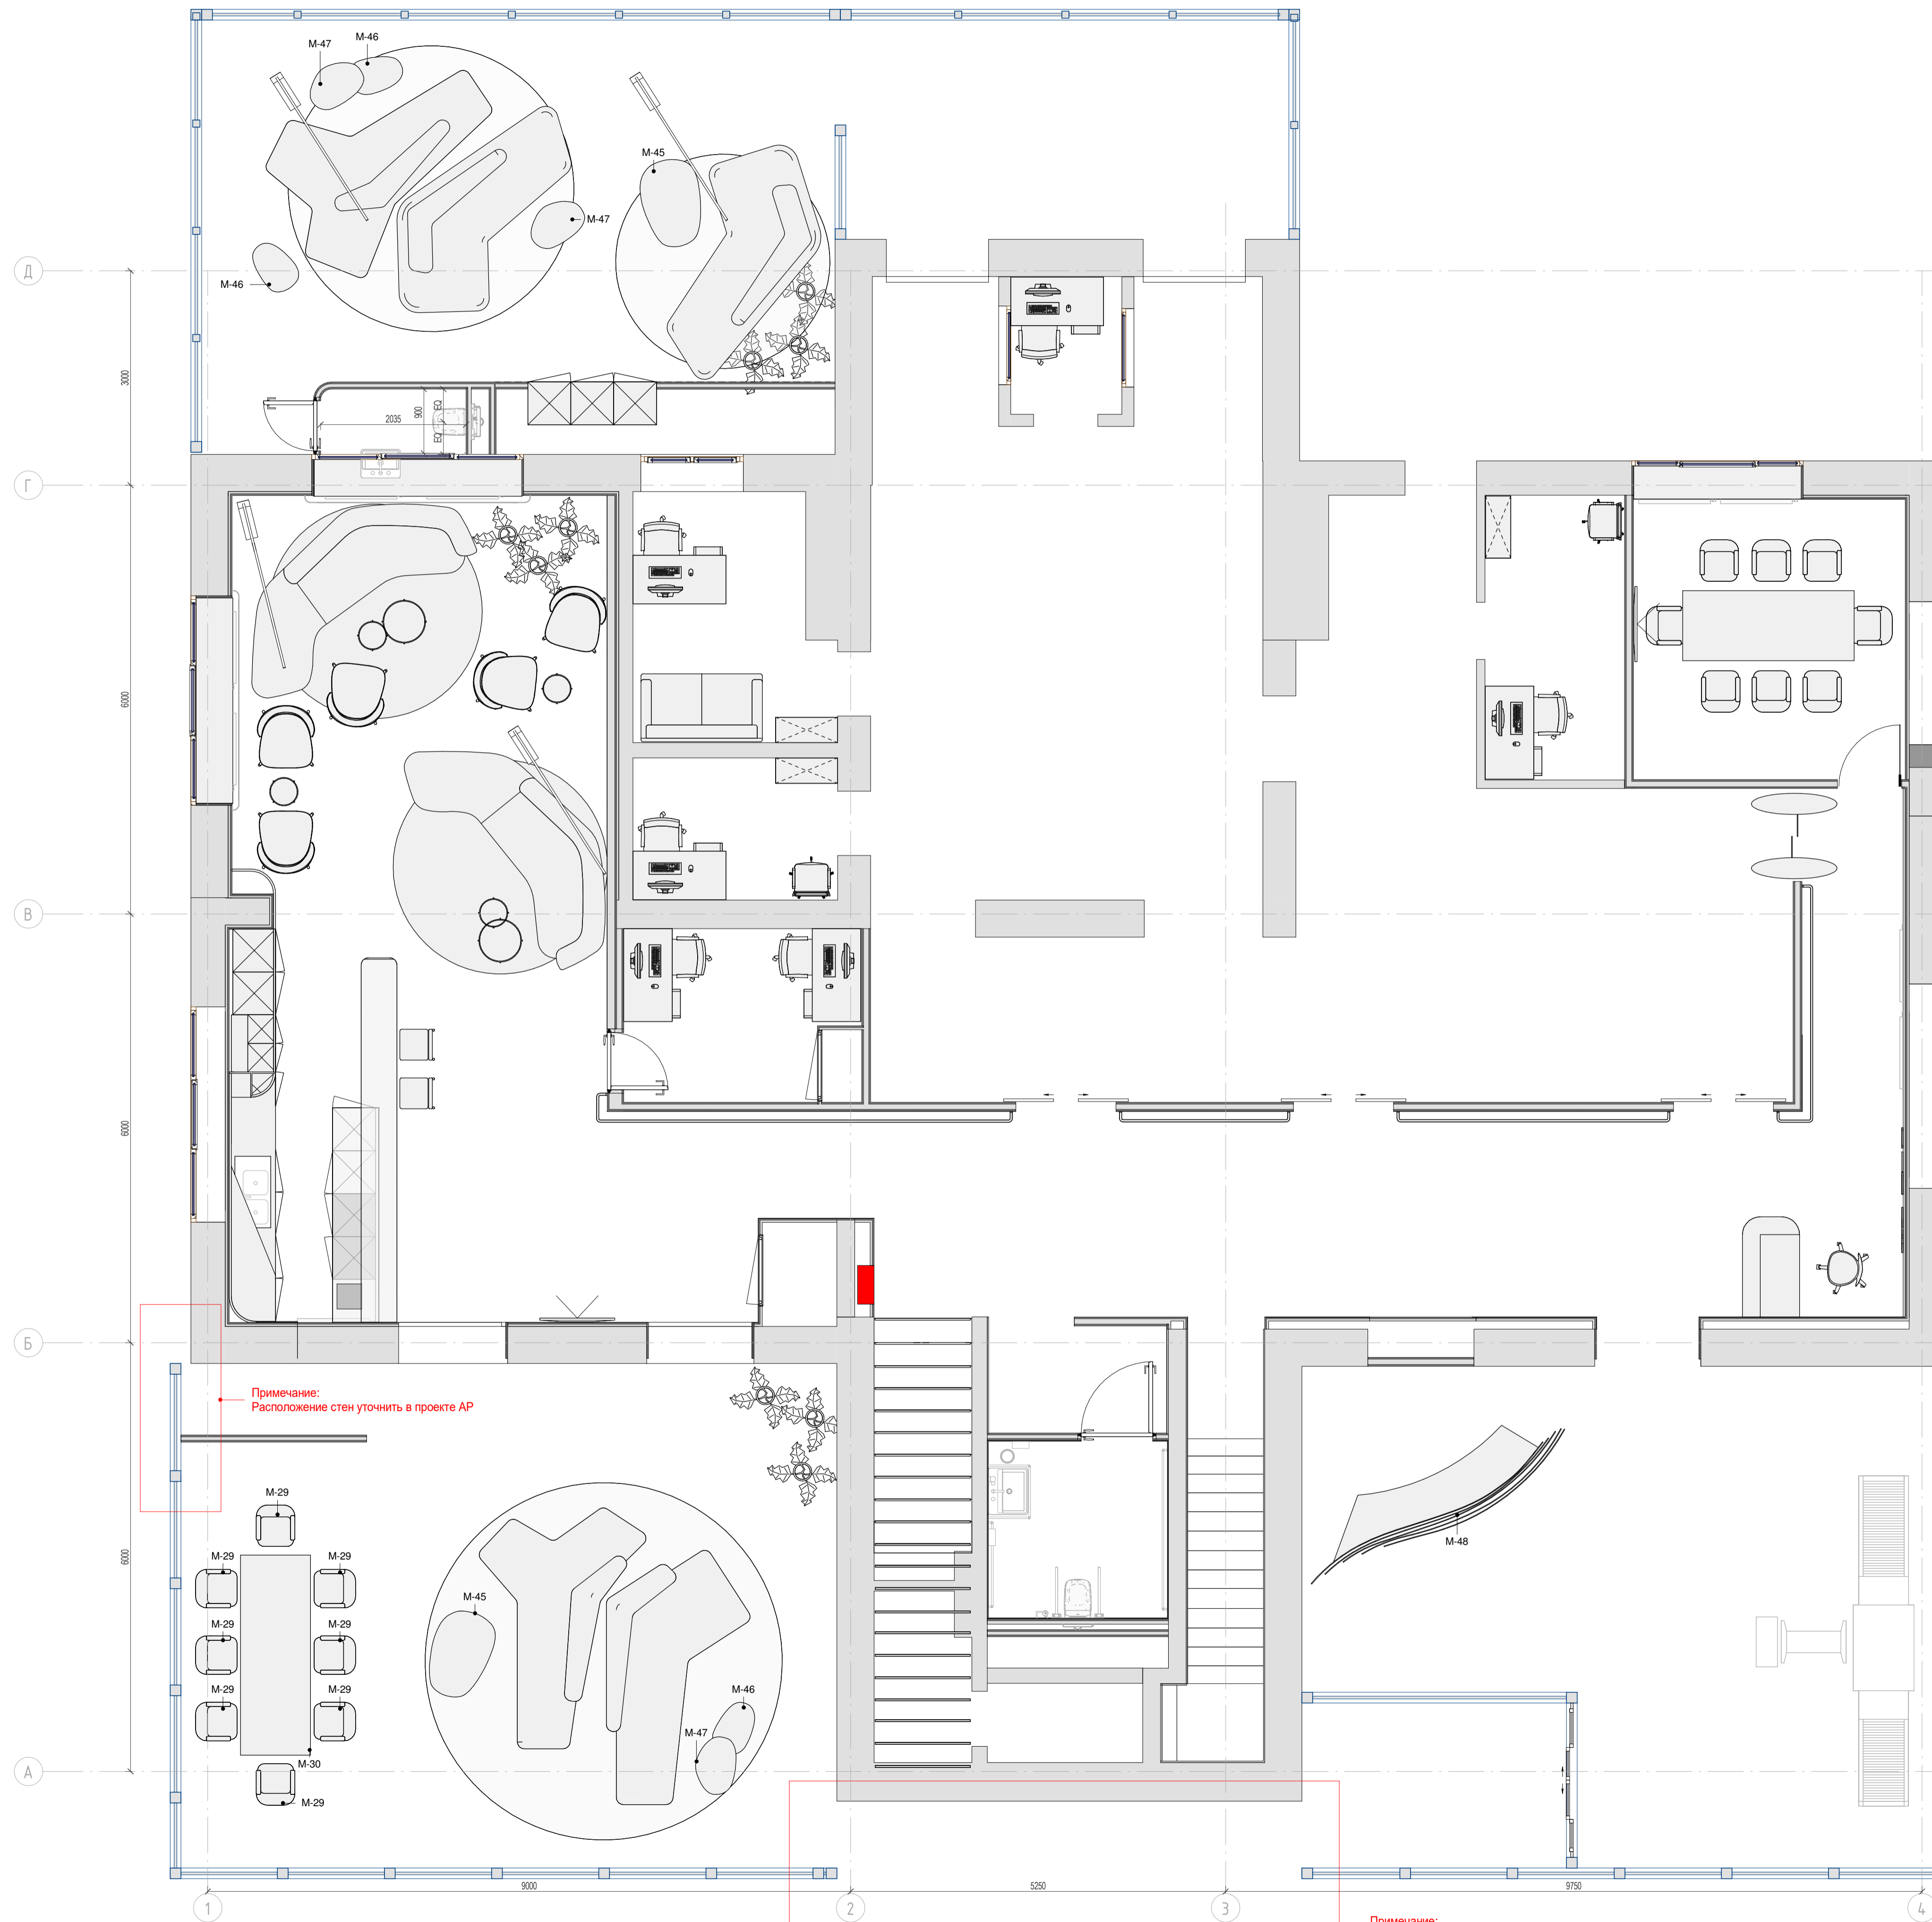 M-47
M-46
M-45
M-47
M-46
Д
3000
2035
900
EQ
EQ
Г
6000
В
6000
Б
Примечание:
Расположение стен уточнить в проекте АР
M-29
M-29
M-29
M-48
6000
M-45
M-29
M-29
M-29
M-29
M-46
M-47
M-30
А
M-29
9000
5250
9750
1
2
3
4
Примечание: